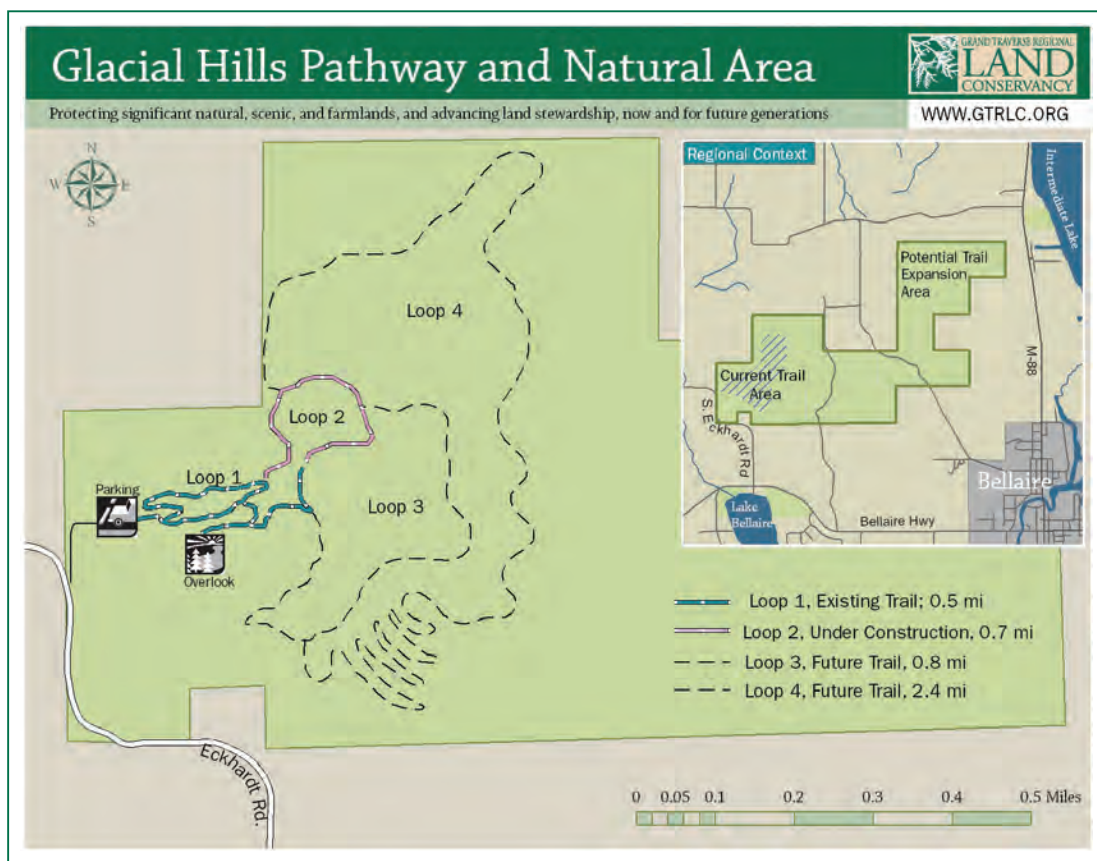 Glacial Hills Pathway and Natural Area
GRAND TRAVERSE REGIONAL
LAND
CONSERVANCY
Protecting significant natural, scenic, and farmlands, and advancing land stewardship, now and for future generations
WWW.GTRLC.ORG
N
W
E
S
Regional Context
Intermediate Lake
Potential Trail
Expansion
Area
Current Trail
Area
M-88
S. Eckhardt Rd
Bellaire
Lake
Bellaire
Bellaire Hwy
Loop 4
Loop 2
Loop 1
Parking
Loop 3
Overlook
Loop 1, Existing Trail; 0.5 mi
Loop 2, Under Construction, 0.7 mi
Loop 3, Future Trail, 0.8 mi
Loop 4, Future Trail, 2.4 mi
Eckhardt Rd.
0 0.05 0.1 0.2 0.3 0.4 0.5 Miles